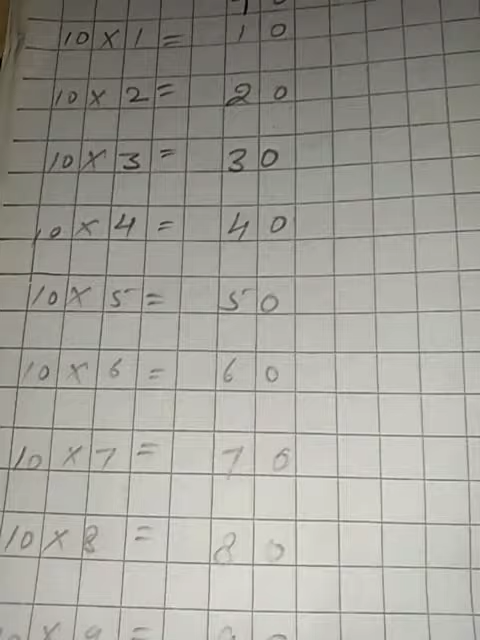 10 × 1 = 10
10 × 2 = 20
10 × 3 = 30
10 × 4 = 40
10 × 5 = 50
10 × 6 = 60
10 × 7 = 70
10 × 8 = 80